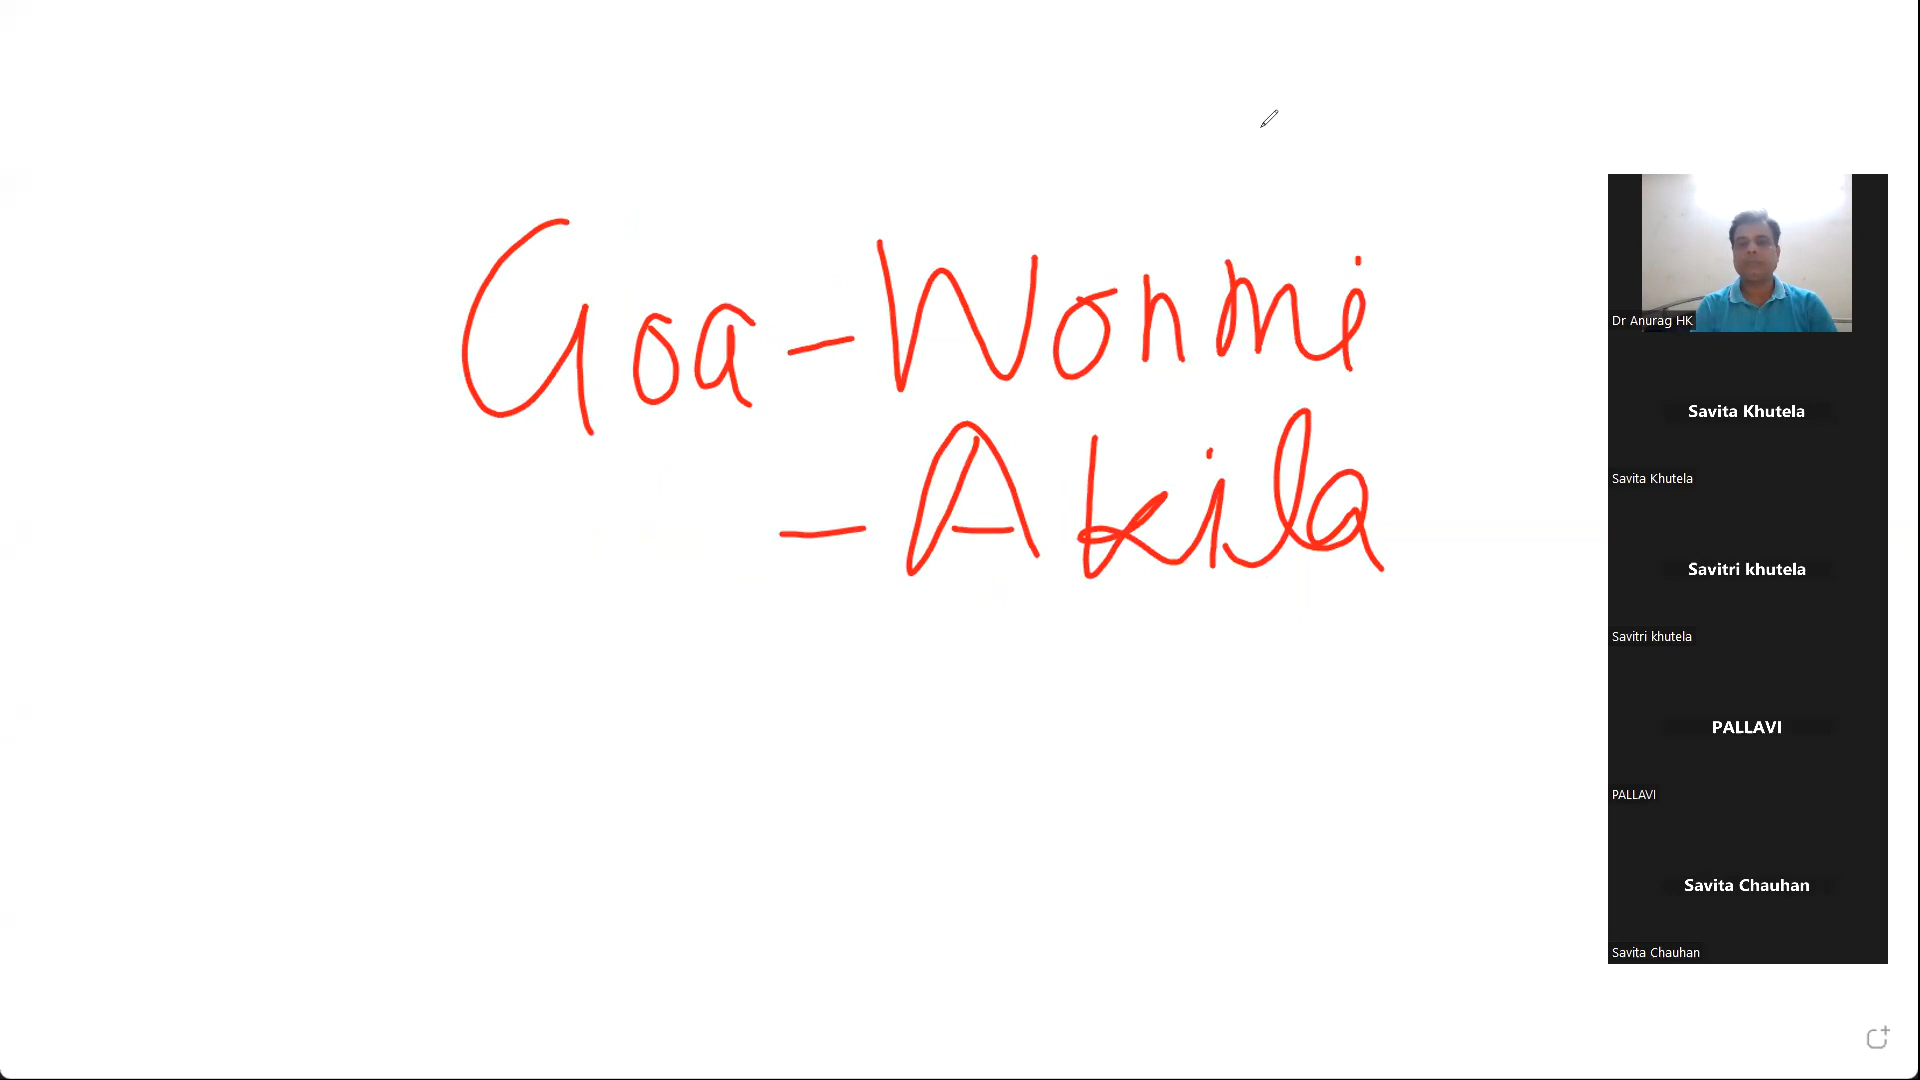 Goa - Wonmi
- Akila
Dr Anurag HK
Savita Khutela
Savita Khutela
Savitri khutela
Savitri khutela
PALLAVI
PALLAVI
Savita Chauhan
Savita Chauhan